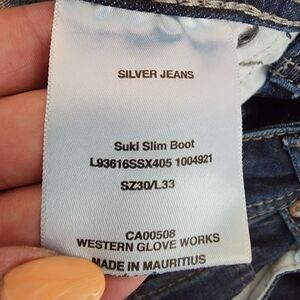 SILVER JEANS
Suki Slim Boot
L93616SSX405 1004921
SZ30/L33
CA00508
WESTERN GLOVE WORKS
MADE IN MAURITIUS